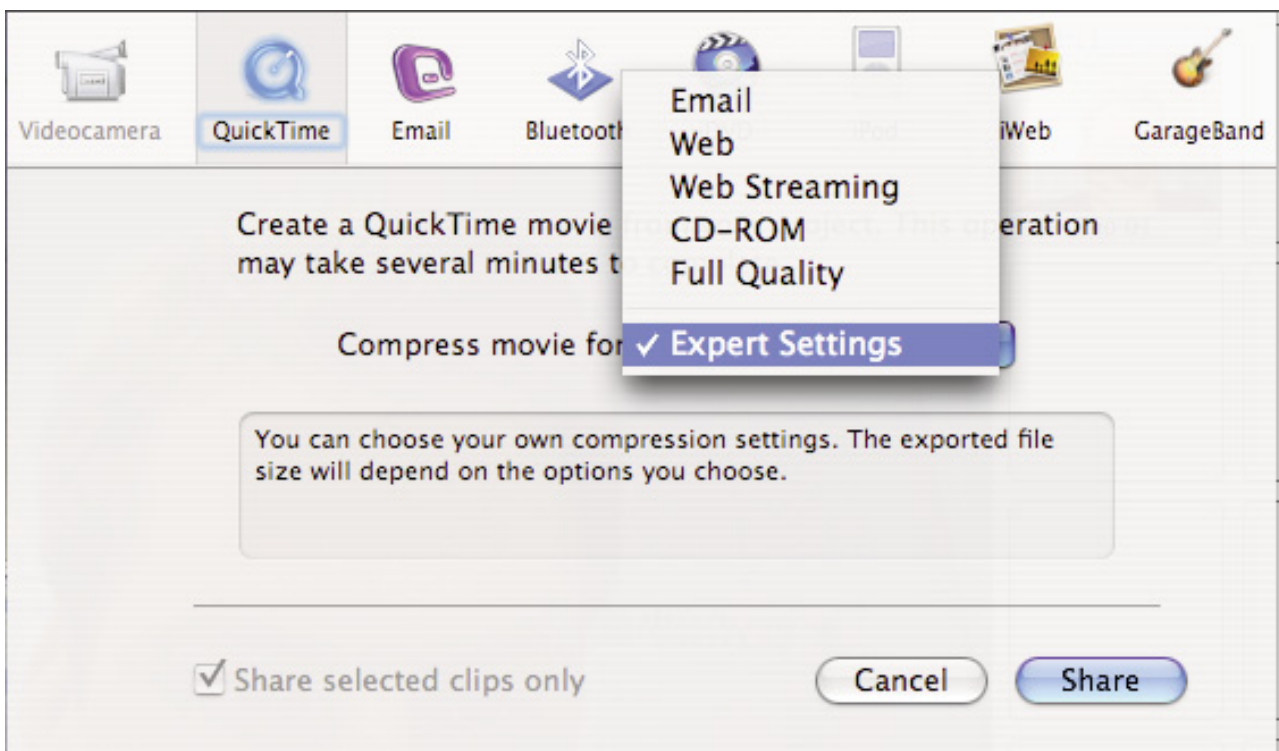 Videocamera
QuickTime
Email
Bluetooth
iWeb
GarageBand
Email
Web
Web Streaming
CD-ROM
Full Quality
✓ Expert Settings
Create a QuickTime movie eration
may take several minutes t
Compress movie for
You can choose your own compression settings. The exported file
size will depend on the options you choose.
Share selected clips only
Cancel
Share